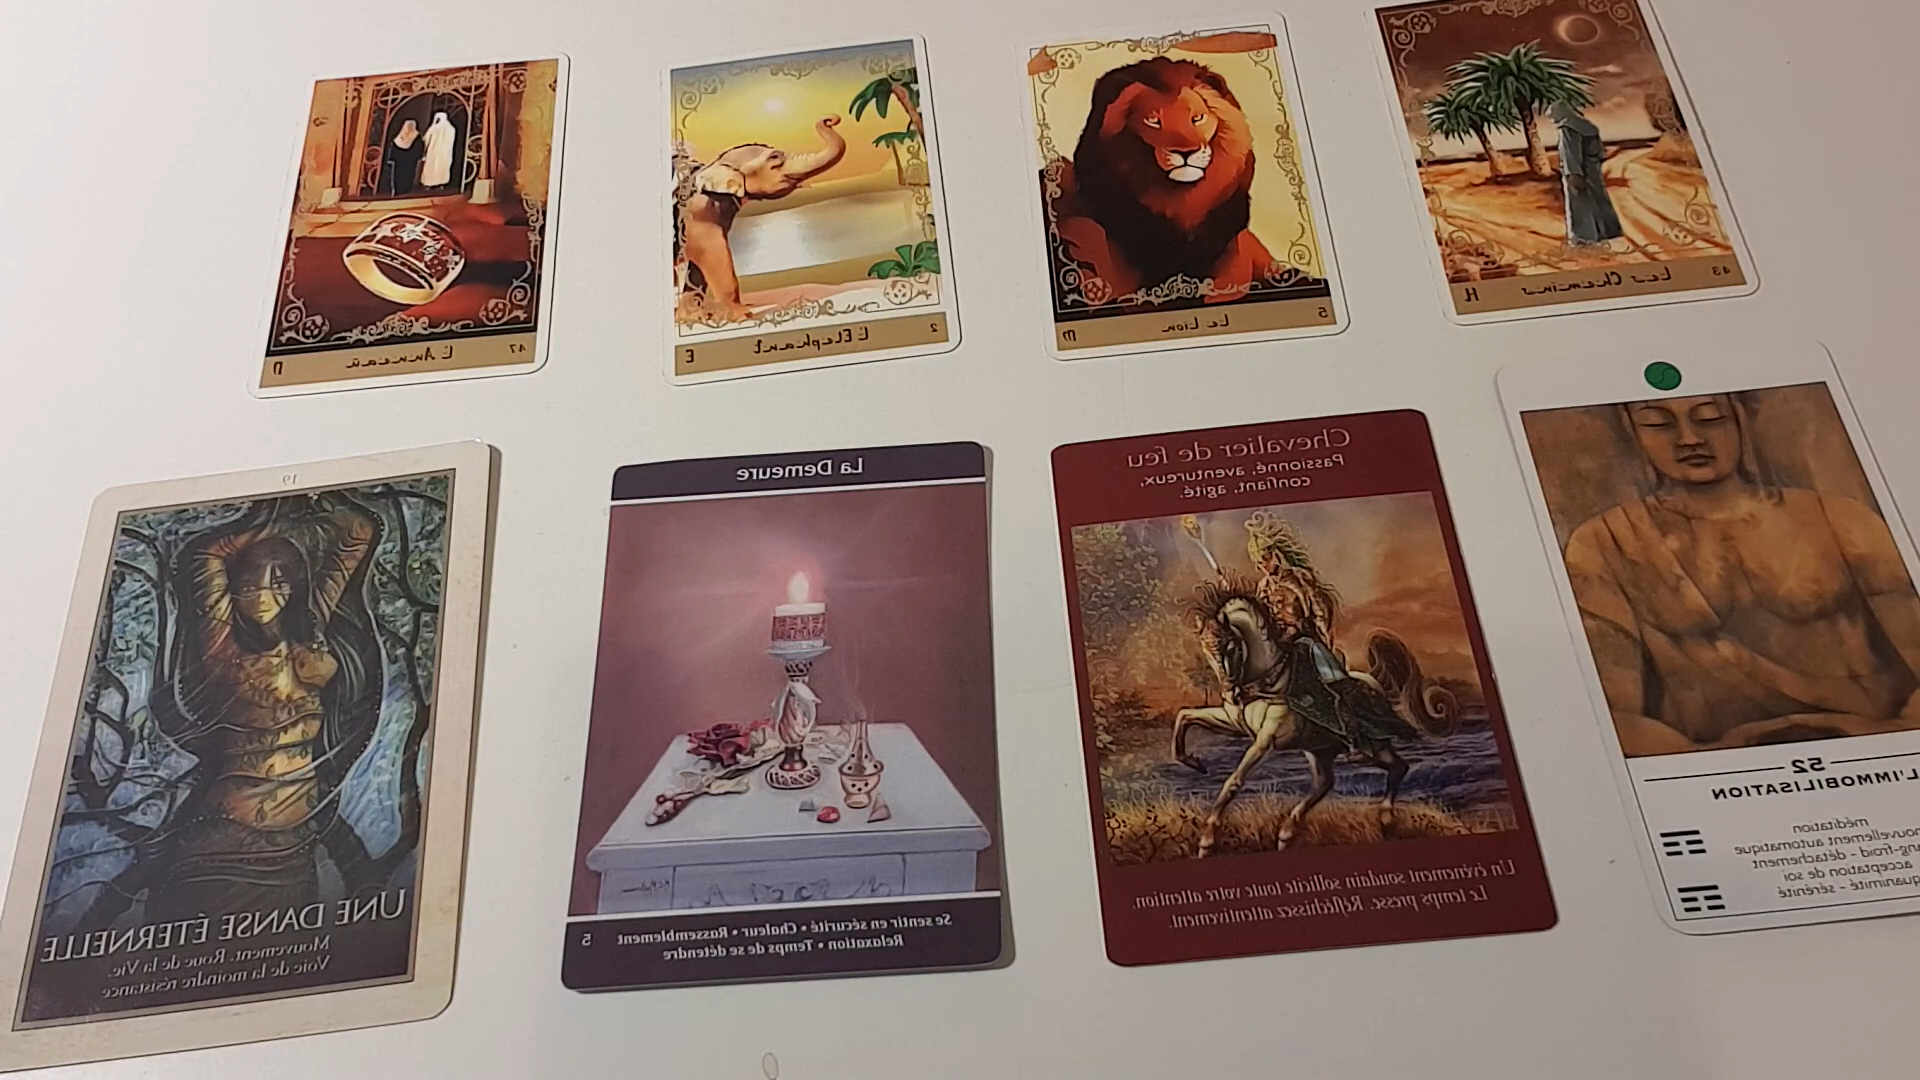 47 L'Anneau N
2 L'Elephant E
5 Le Lion M
43 Les Chemins H
19
UNE DANSE ÉTERNELLE
Mouvement. Roue de la Vie.
Voie de la moindre résistance
La Demeure
Se sentir en sécurité • Chaleur • Rassemblement
Relaxation • Temps de se détendre
5
Chevalier de feu
Passionné, aventureux,
confiant, agité.
Un événement soudain sollicite toute votre attention.
Le temps presse. Réfléchissez attentivement.
52
L'IMMOBILISATION
méditation
automatique
détachement
acceptation de soi
sérénité